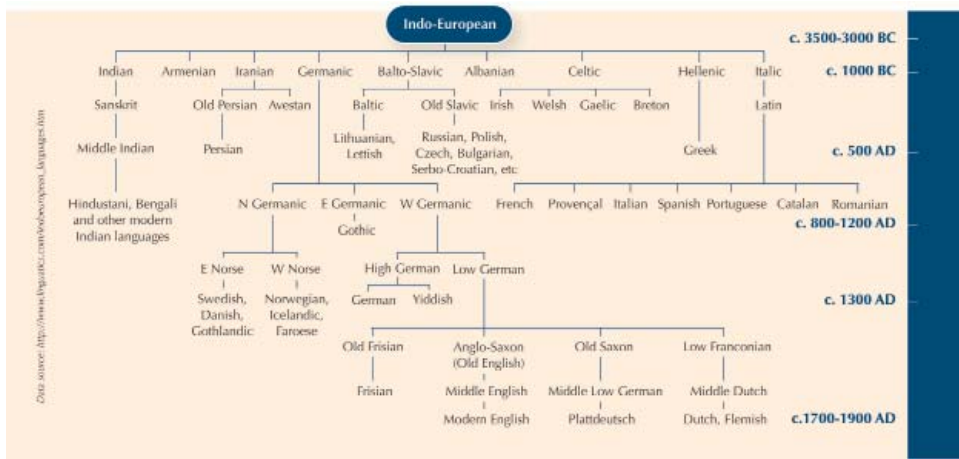 Indo-European
c. 3500-3000 BC
Indian Armenian Iranian Germanic Balto-Slavic Albanian Celtic Hellenic Italic c. 1000 BC
Sanskrit Old Persian Avestan Baltic Old Slavic Irish Welsh Gaelic Breton Latin
Middle Indian Persian Lithuanian, Lettish Russian, Polish, Czech, Bulgarian, Serbo-Croatian, etc Greek c. 500 AD
Hindustani, Bengali and other modern Indian languages N Germanic E Germanic W Germanic French Provençal Italian Spanish Portuguese Catalan Romanian
Gothic c. 800-1200 AD
E Norse W Norse High German Low German
Swedish, Danish, Gothlandic Norwegian, Icelandic, Faroese German Yiddish c. 1300 AD
Old Frisian Anglo-Saxon (Old English) Old Saxon Low Franconian
Frisian Middle English Middle Low German Middle Dutch
Modern English Plattdeutsch Dutch, Flemish c.1700-1900 AD
Data source: